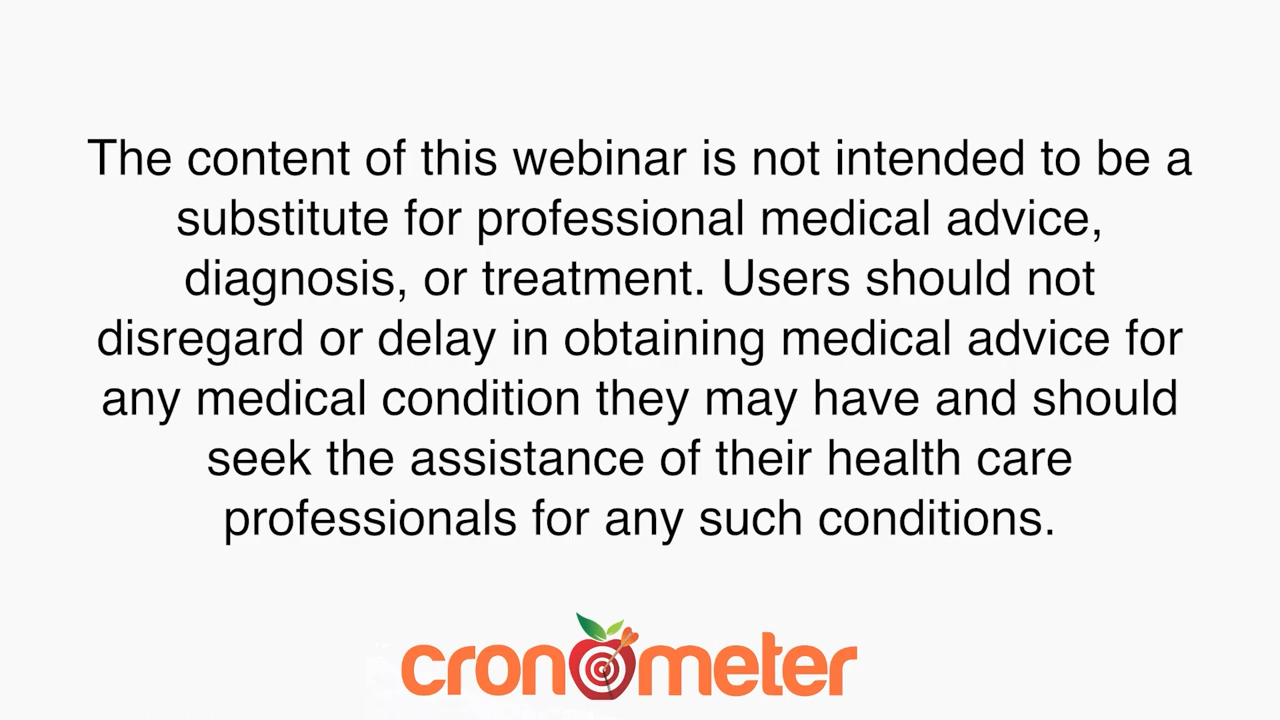 The content of this webinar is not intended to be a
substitute for professional medical advice,
diagnosis, or treatment. Users should not
disregard or delay in obtaining medical advice for
any medical condition they may have and should
seek the assistance of their health care
professionals for any such conditions.
cronometer